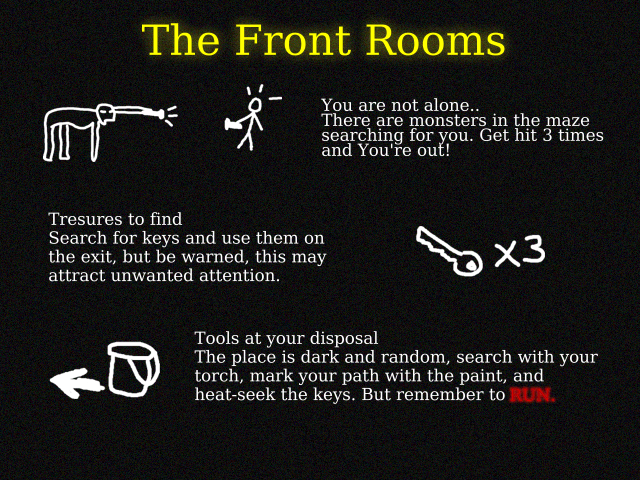 The Front Rooms
You are not alone..
There are monsters in the maze
searching for you. Get hit 3 times
and You're out!
Tresures to find
Search for keys and use them on
the exit, but be warned, this may
attract unwanted attention.
x3
Tools at your disposal
The place is dark and random, search with your
torch, mark your path with the paint, and
heat-seek the keys. But remember to RUN.